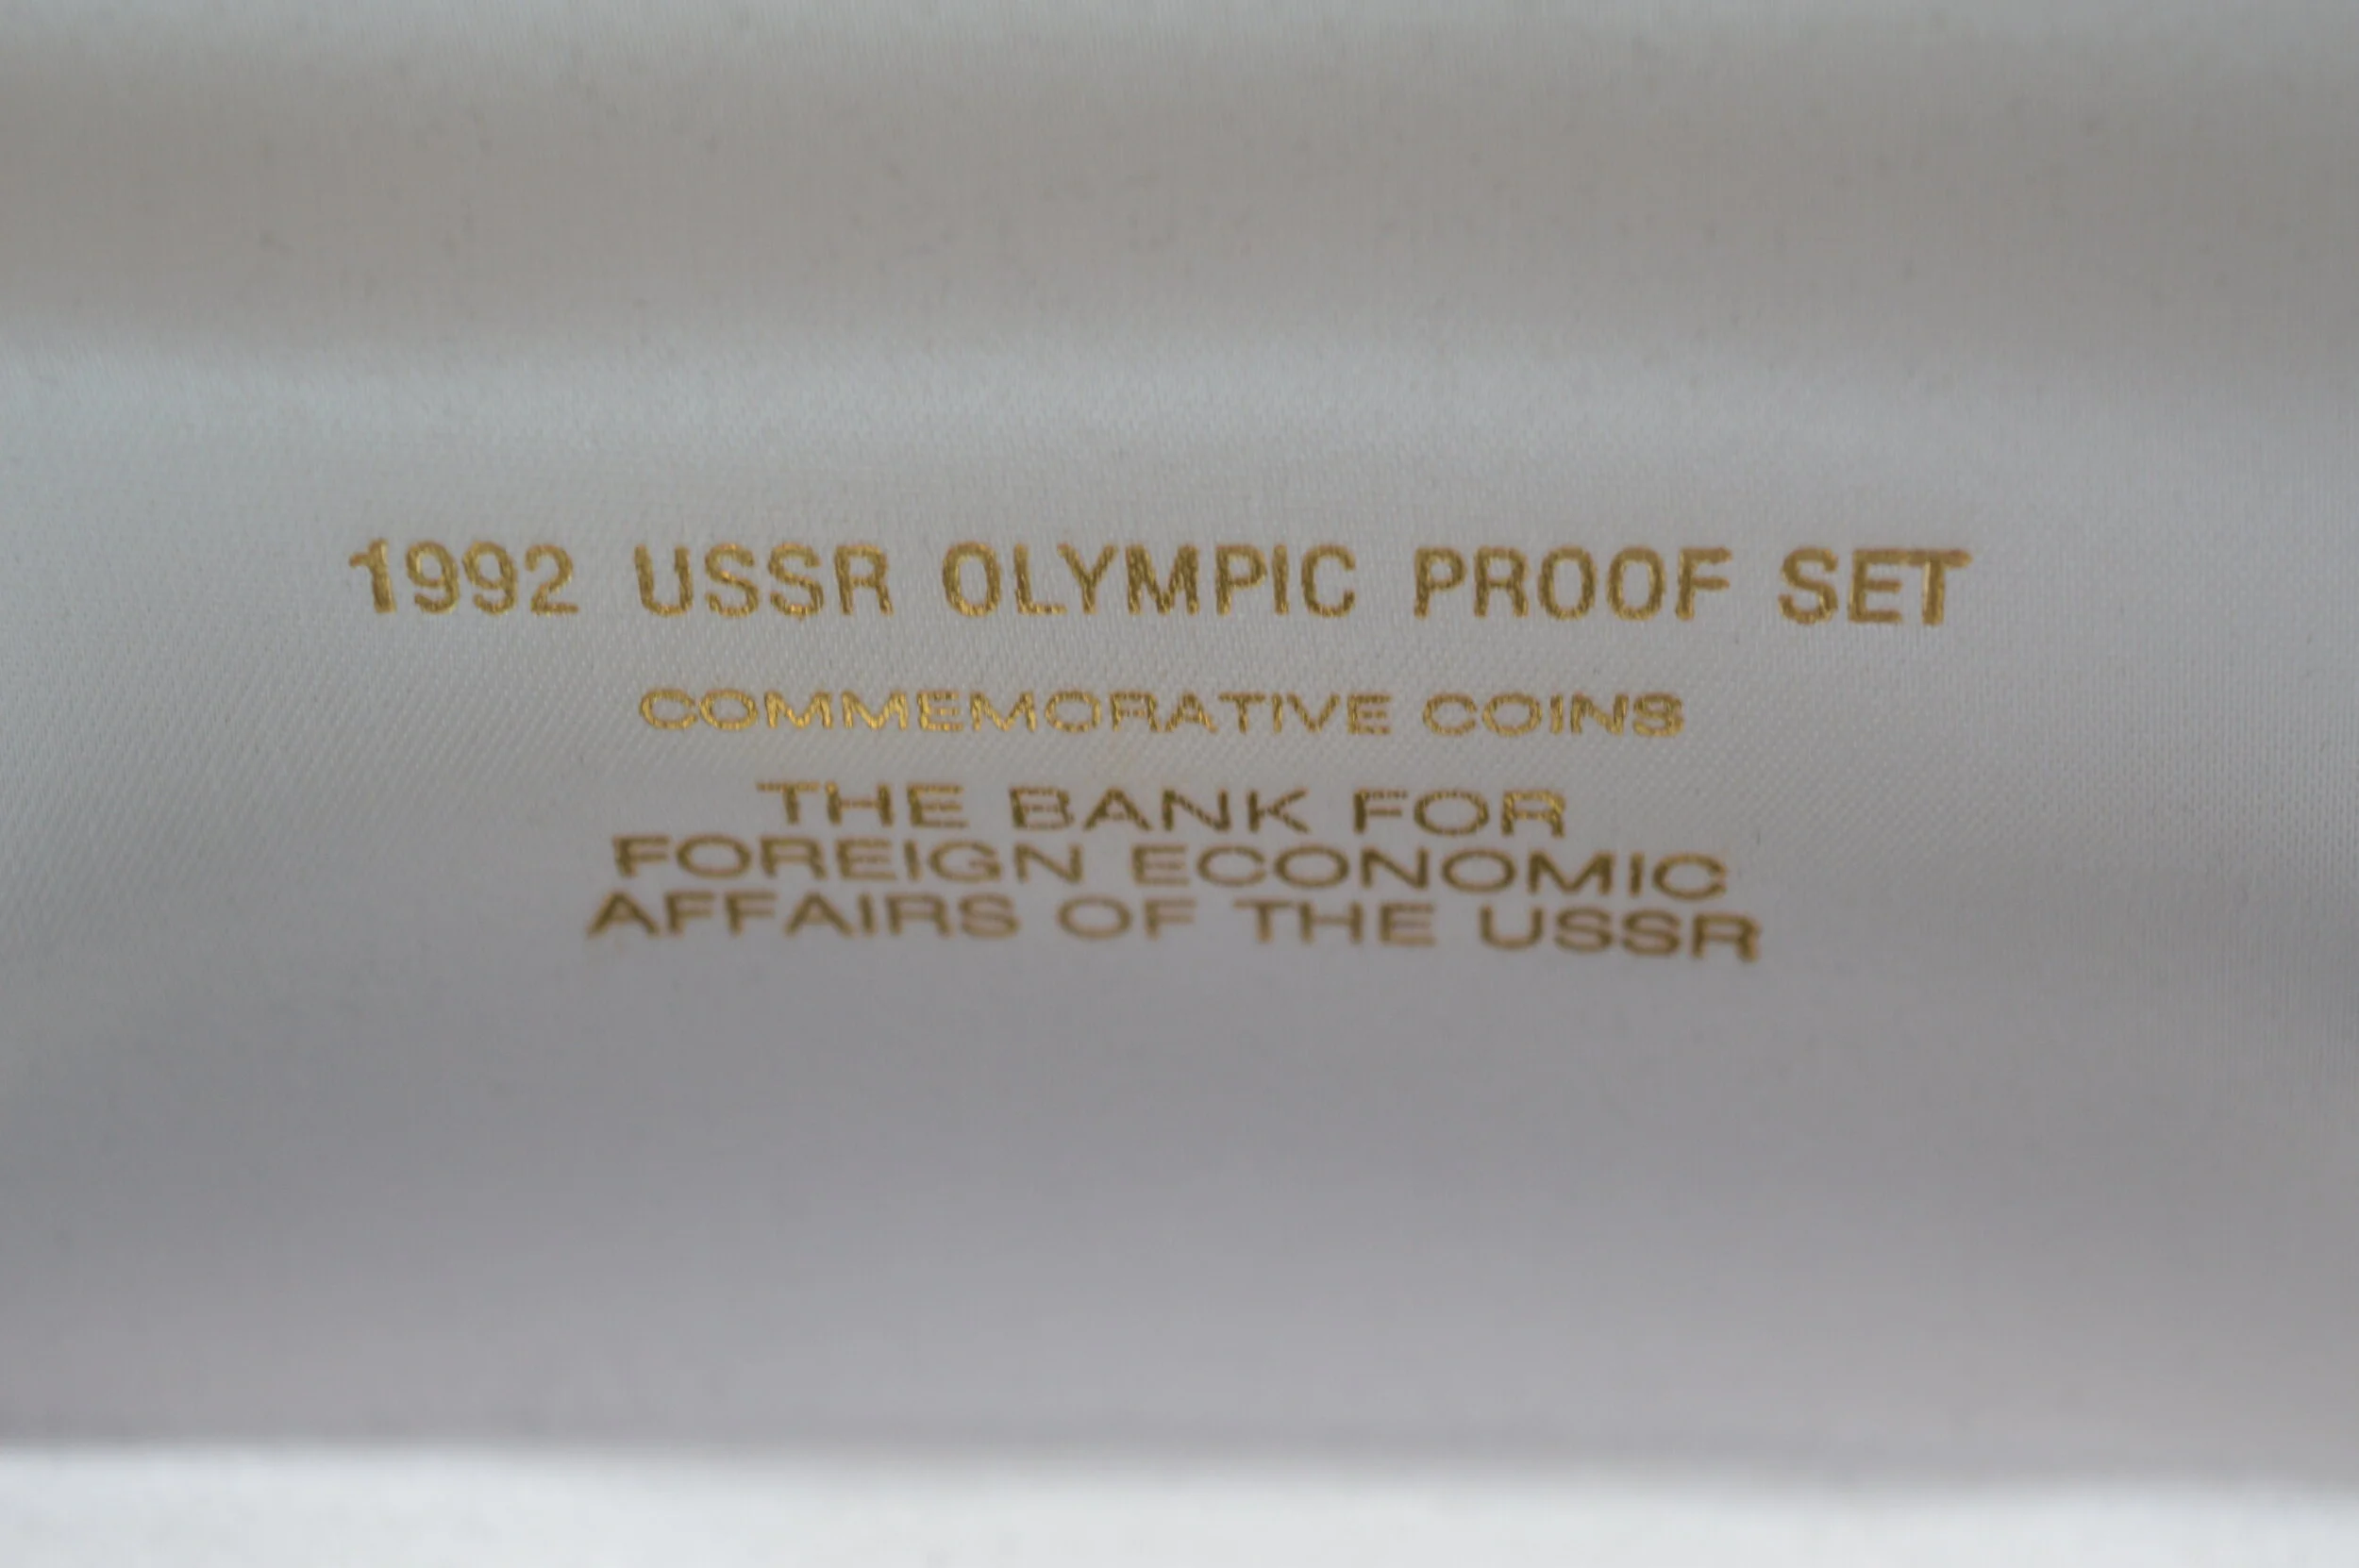 1992 USSR OLYMPIC PROOF SET
COMMEMORATIVE COINS
THE BANK FOR
FOREIGN ECONOMIC
AFFAIRS OF THE USSR